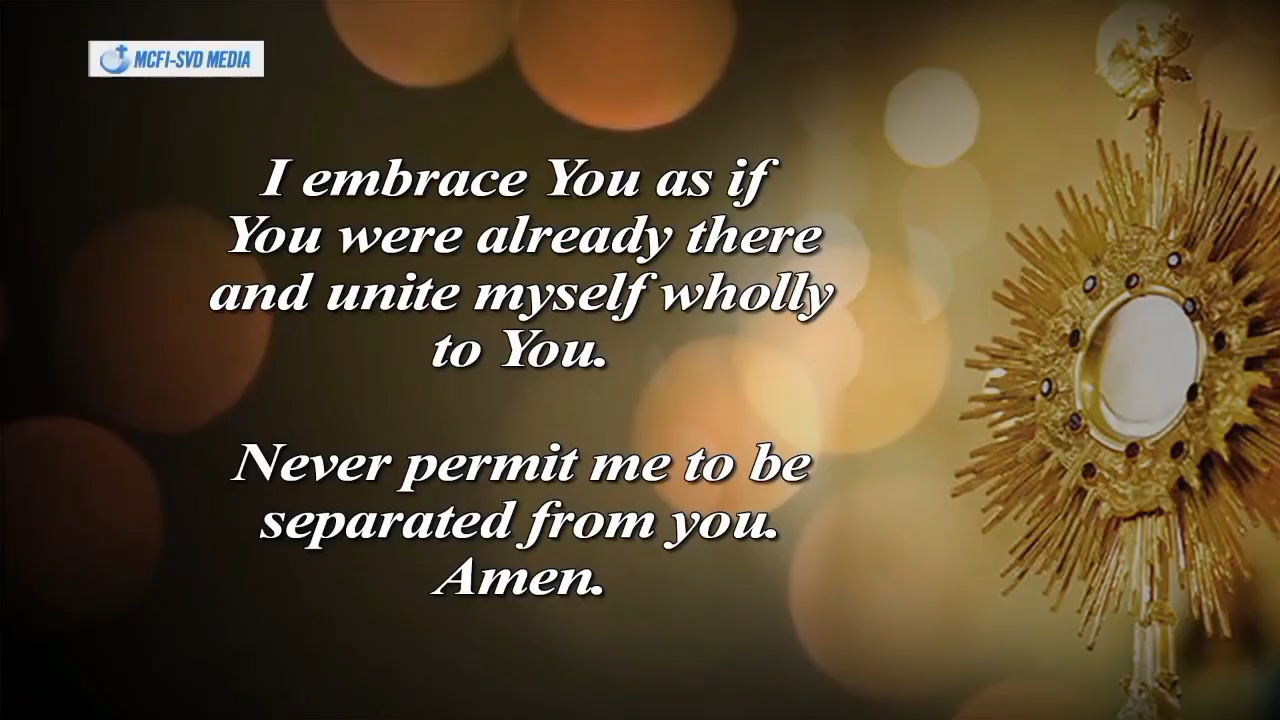 MCFI-SVD MEDIA
I embrace You as if
You were already there
and unite myself wholly
to You.
Never permit me to be
separated from you.
Amen.